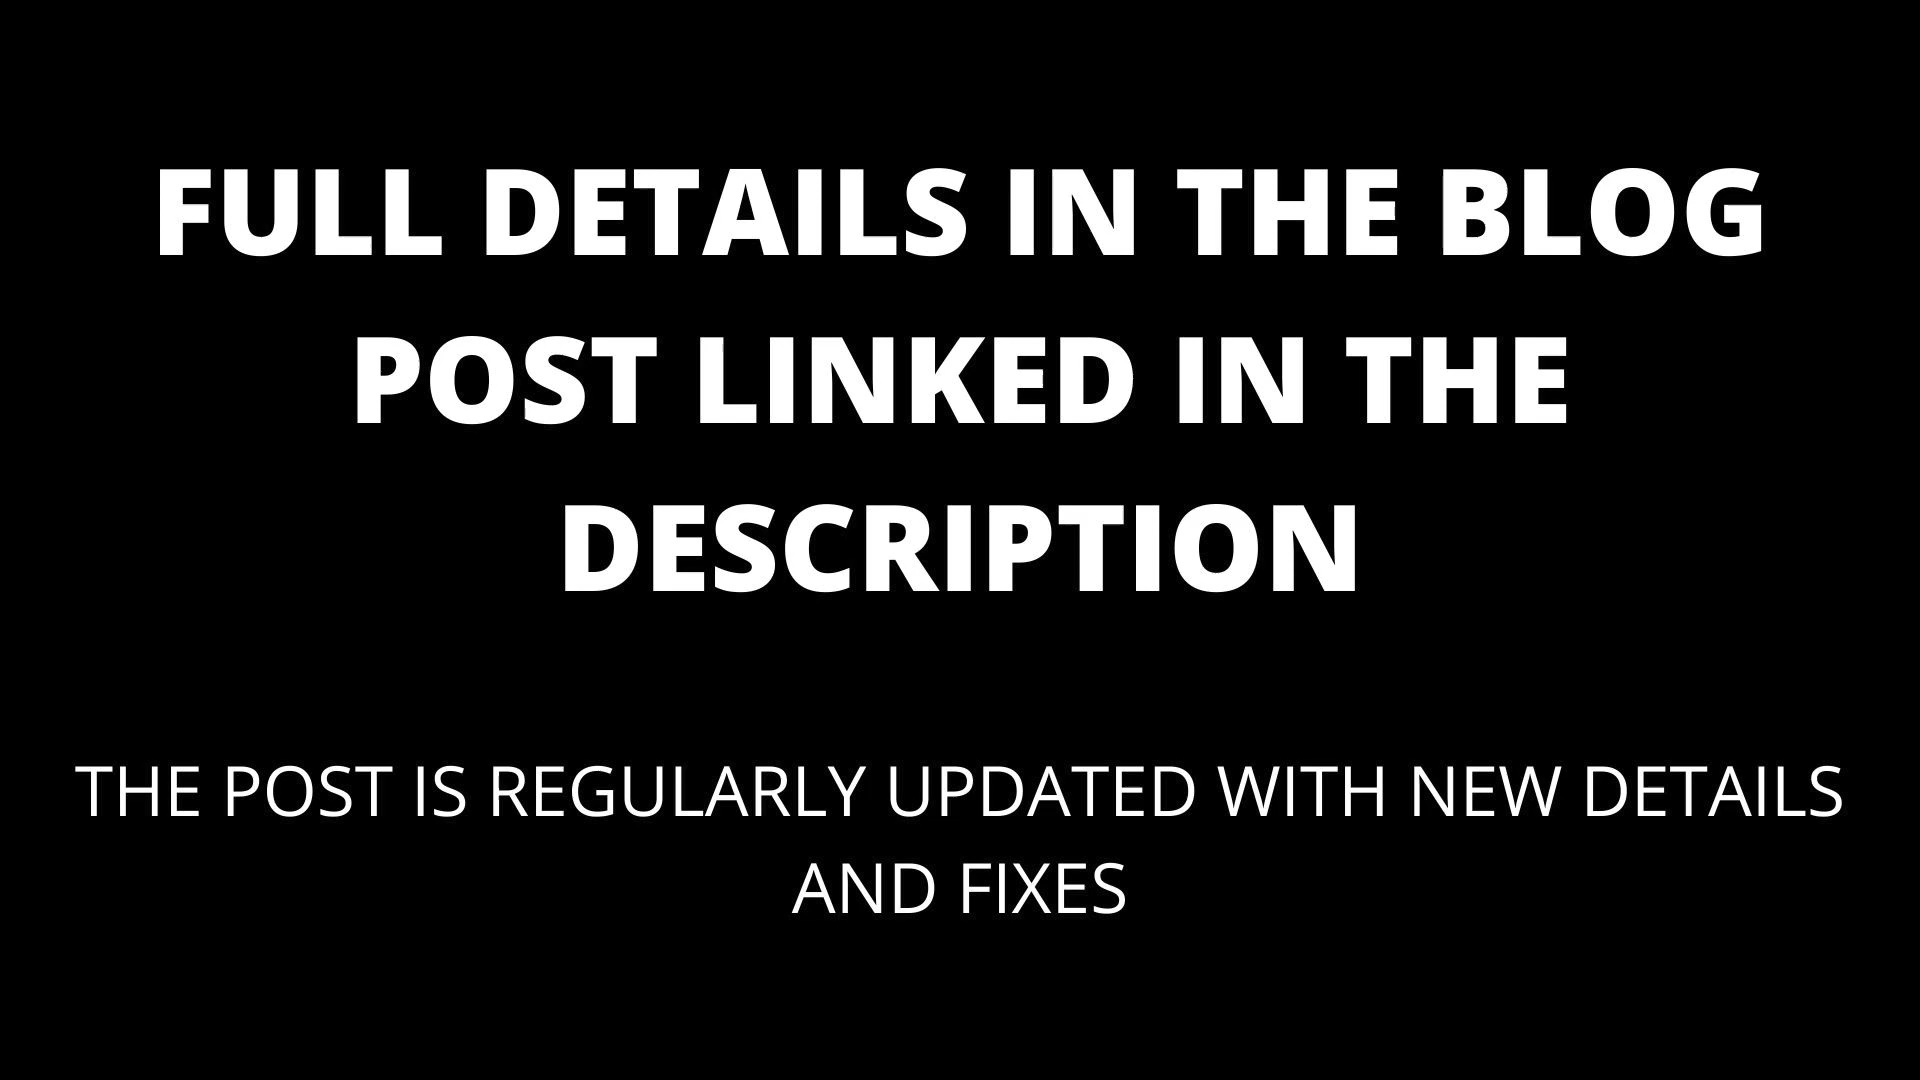 FULL DETAILS IN THE BLOG
POST LINKED IN THE
DESCRIPTION
THE POST IS REGULARLY UPDATED WITH NEW DETAILS
AND FIXES